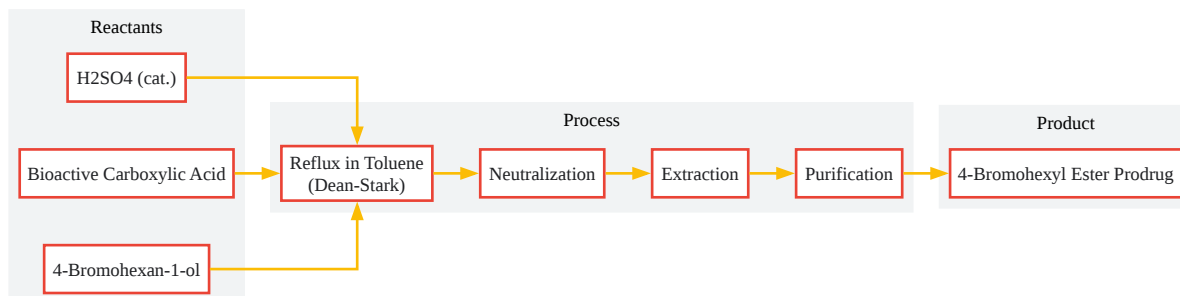 Reactants
H2SO4 (cat.)
Bioactive Carboxylic Acid
4-Bromohexan-1-ol
Process
Reflux in Toluene
(Dean-Stark)
Neutralization
Extraction
Purification
Product
4-Bromohexyl Ester Prodrug